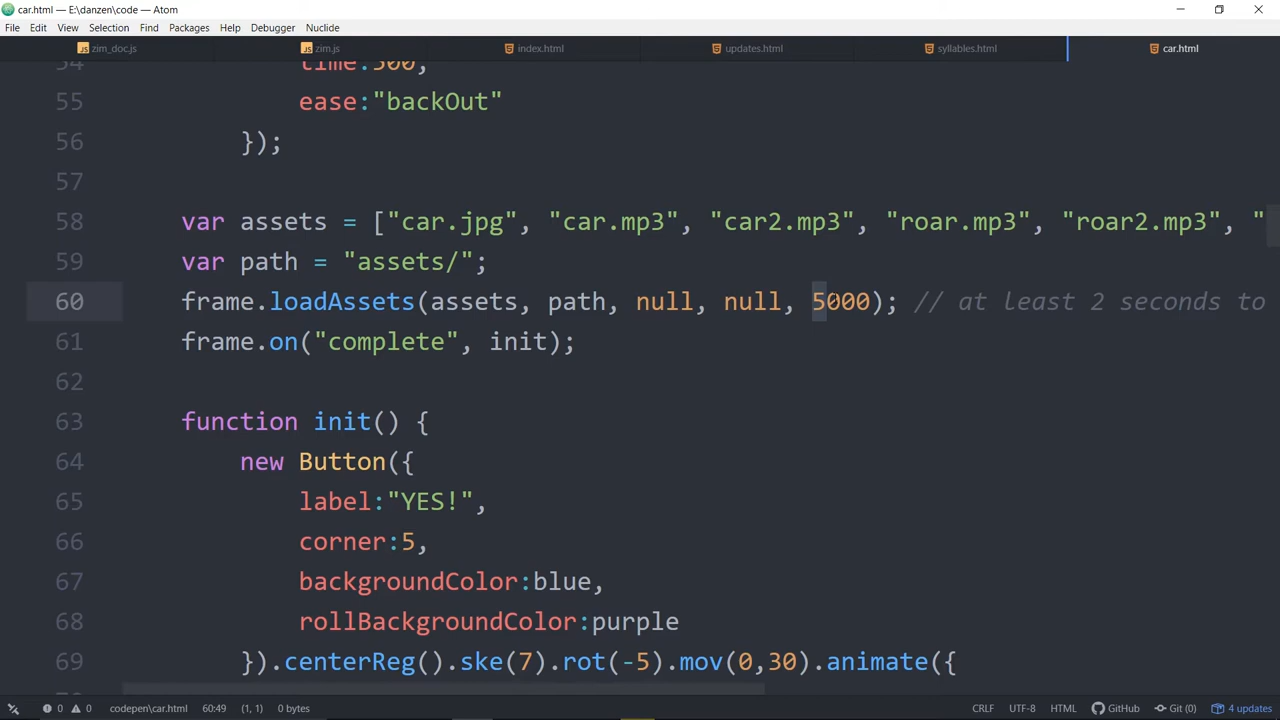 car.html — E:\danzen\code — Atom
File Edit View Selection Find Packages Help Debugger Nuclide
zim_doc.js zim.js index.html updates.html syllables.html car.html
54 time:500,
55 ease:"backOut"
56 });
57
58 var assets = ["car.jpg", "car.mp3", "car2.mp3", "roar.mp3", "roar2.mp3", "
59 var path = "assets/";
60 frame.loadAssets(assets, path, null, null, 5000); // at least 2 seconds to
61 frame.on("complete", init);
62
63 function init() {
64 new Button({
65 label:"YES!",
66 corner:5,
67 backgroundColor:blue,
68 rollBackgroundColor:purple
69 }).centerReg().ske(7).rot(-5).mov(0,30).animate({
0 0 codepen\car.html 60:49 (1, 1) 0 bytes CRLF UTF-8 HTML GitHub Git (0) 4 updates